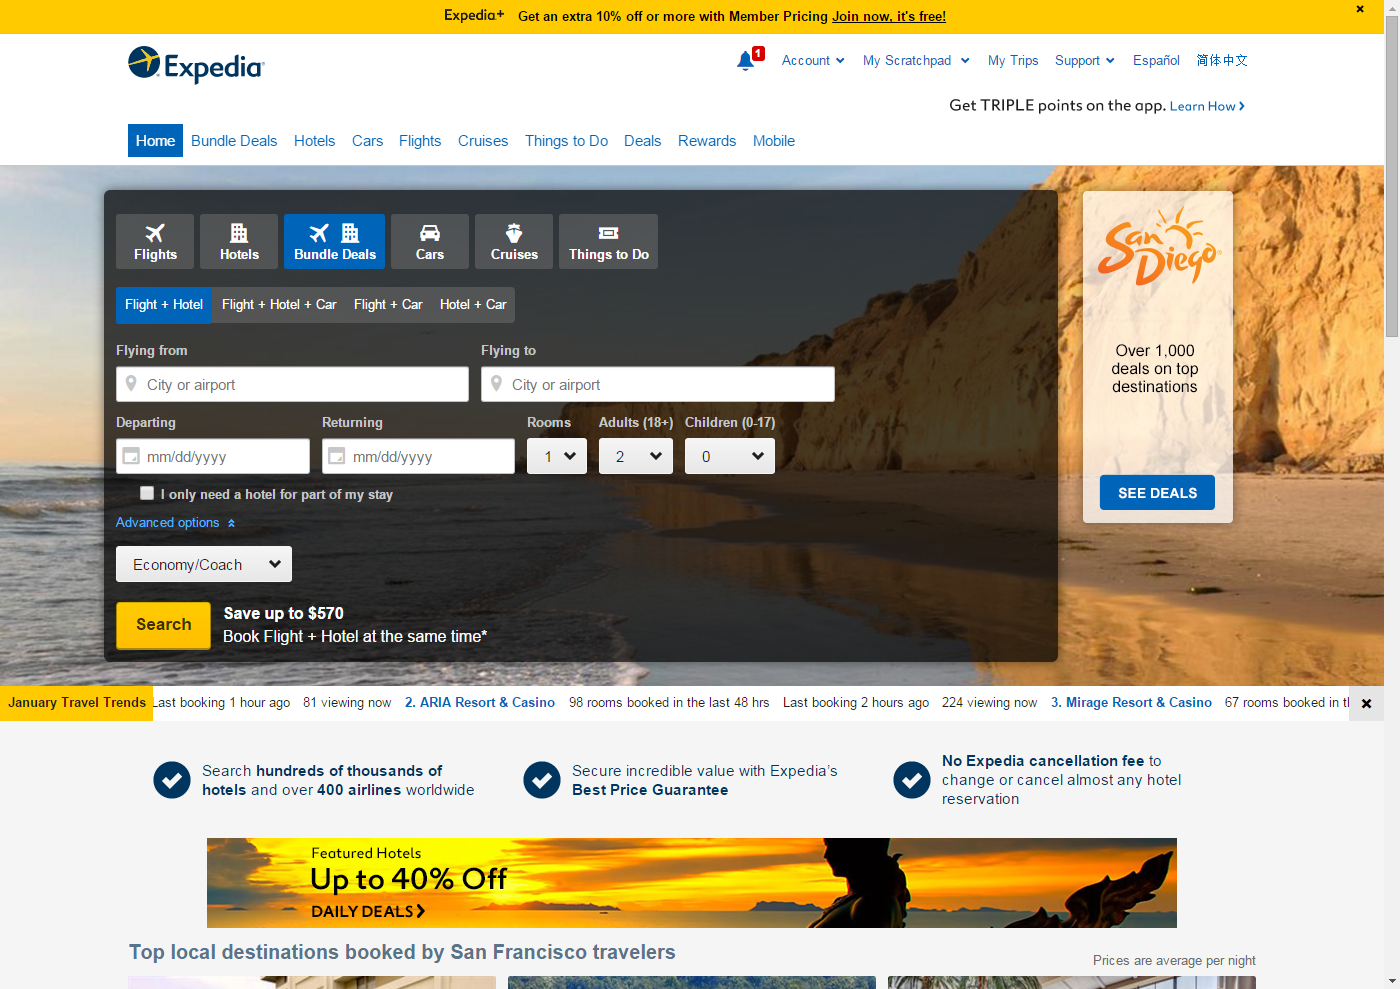 Expedia+ Get an extra 10% off or more with Member Pricing Join now, it's free!
Expedia
1
Account My Scratchpad My Trips Support Español 简体中文
Get TRIPLE points on the app. Learn How
Home Bundle Deals Hotels Cars Flights Cruises Things to Do Deals Rewards Mobile
Flights Hotels Bundle Deals Cars Cruises Things to Do
Flight + Hotel Flight + Hotel + Car Flight + Car Hotel + Car
Flying from Flying to
City or airport City or airport
Departing Returning Rooms Adults (18+) Children (0-17)
mm/dd/yyyy mm/dd/yyyy 1 2 0
I only need a hotel for part of my stay
Advanced options
Economy/Coach
Search
Save up to $570
Book Flight + Hotel at the same time*
San
Diego
Over 1,000
deals on top
destinations
SEE DEALS
January Travel Trends Last booking 1 hour ago 81 viewing now 2. ARIA Resort & Casino 98 rooms booked in the last 48 hrs Last booking 2 hours ago 224 viewing now 3. Mirage Resort & Casino 67 rooms booked in
Search hundreds of thousands of
hotels and over 400 airlines worldwide
Secure incredible value with Expedia’s
Best Price Guarantee
No Expedia cancellation fee to
change or cancel almost any hotel
reservation
Featured Hotels
Up to 40% Off
DAILY DEALS
Top local destinations booked by San Francisco travelers
Prices are average per night